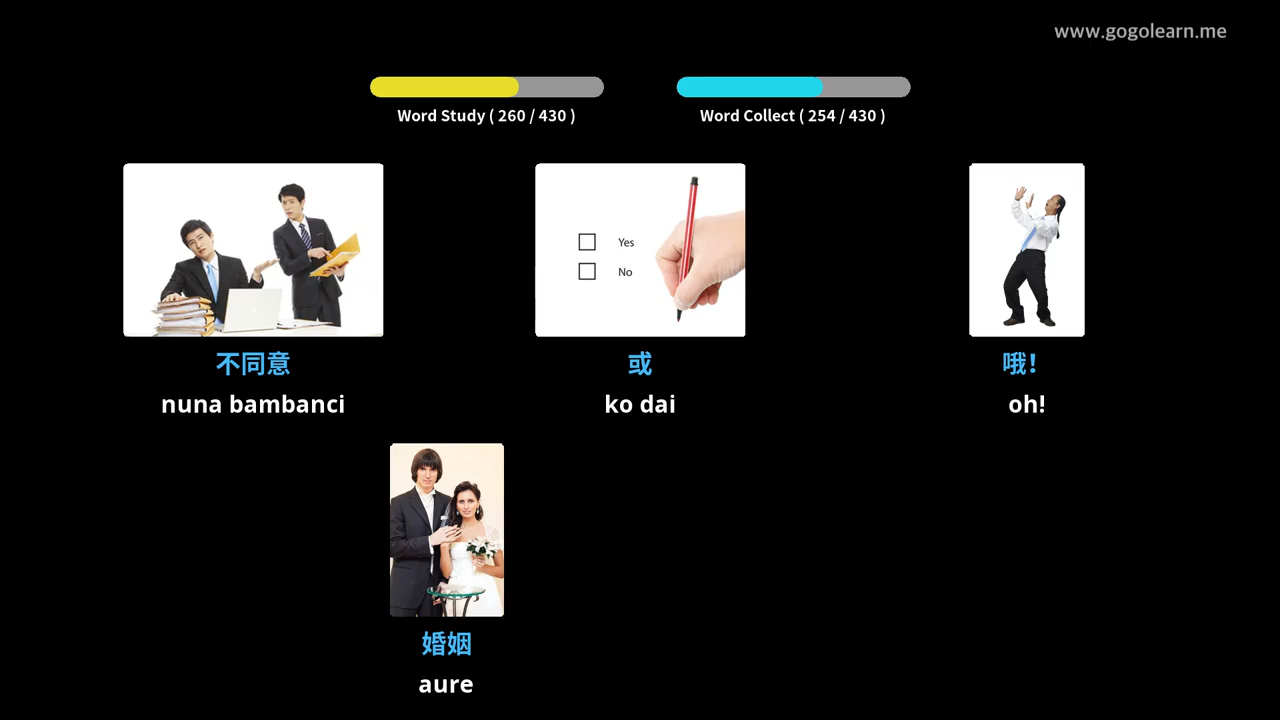 www.gogolearn.me
Word Study ( 260 / 430 )
Word Collect ( 254 / 430 )
Yes
No
不同意
或
哦!
nuna bambanci
ko dai
oh!
婚姻
aure